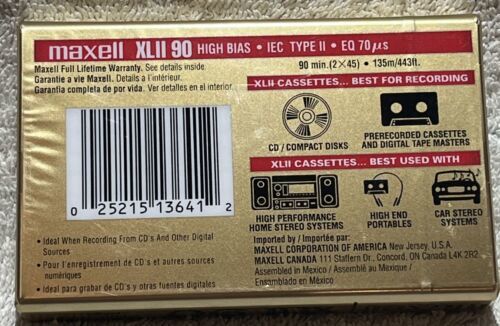 maxell XLII 90 HIGH BIAS • IEC TYPE II • EQ 70 µs
Maxell Full Lifetime Warranty. See details inside
Garantie a vie Maxell. Détails a l'interieur.
Garantía completa de por vida. Ver detalles en el interior.
90 min.(2×45) • 135m/443ft.
XLII CASSETTES... BEST FOR RECORDING
CD / COMPACT DISKS
PRERECORDED CASSETTES
AND DIGITAL TAPE MASTERS
XLII CASSETTES... BEST USED WITH
HIGH PERFORMANCE
HOME STEREO SYSTEMS
HIGH END
PORTABLES
CAR STEREO
SYSTEMS
0 25215 13641 2
• Ideal When Recording From CD's And Other Digital
Sources
• Pour l'enregistrement de CD's et autres sources
numériques
• Ideal para grabar de CD's y otras fuentes digitales
Imported by / Importée par:
MAXELL CORPORATION OF AMERICA New Jersey, U.S.A.
MAXELL CANADA 111 Staffern Dr., Concord, ON Canada L4K 2R2
Assembled in Mexico / Assemblé au Mexique /
Ensamblado en México